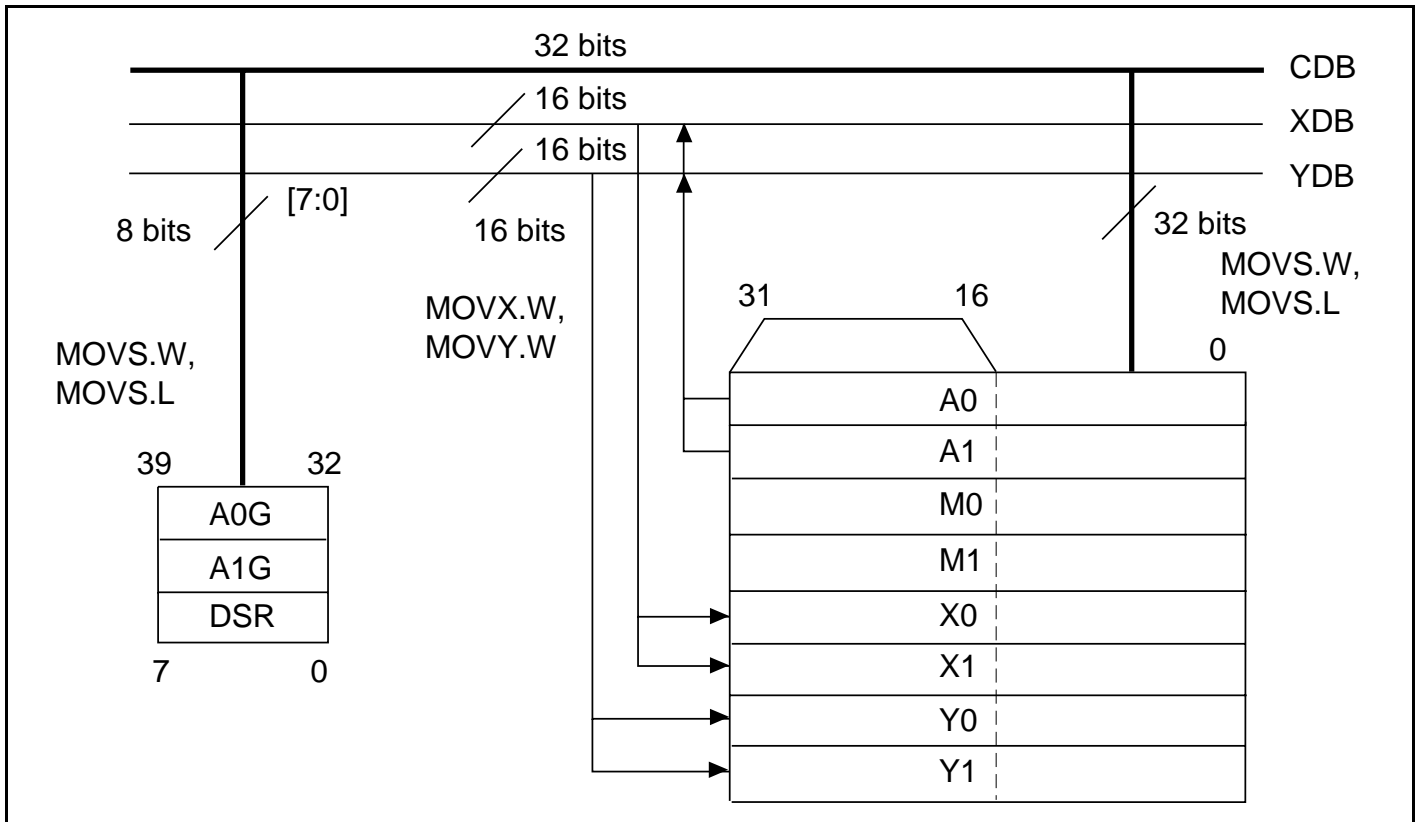 32 bits
CDB
16 bits
XDB
16 bits
YDB
[7:0]
8 bits
16 bits
32 bits
MOVS.W,
MOVS.L
MOVX.W,
MOVY.W
31
16
0
MOVS.W,
MOVS.L
39
32
A0G
A1G
DSR
7
0
A0
A1
M0
M1
X0
X1
Y0
Y1